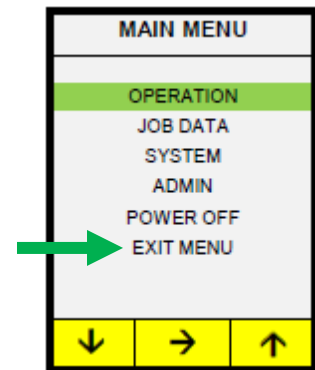 MAIN MENU
OPERATION
JOB DATA
SYSTEM
ADMIN
POWER OFF
EXIT MENU